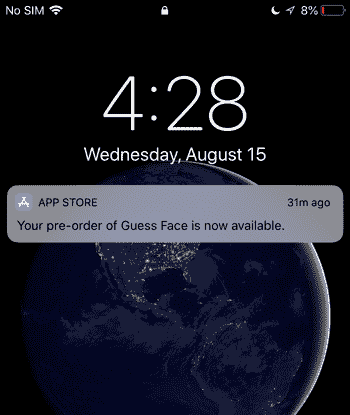 No SIM 8%
4:28
Wednesday, August 15
APP STORE 31m ago
Your pre-order of Guess Face is now available.